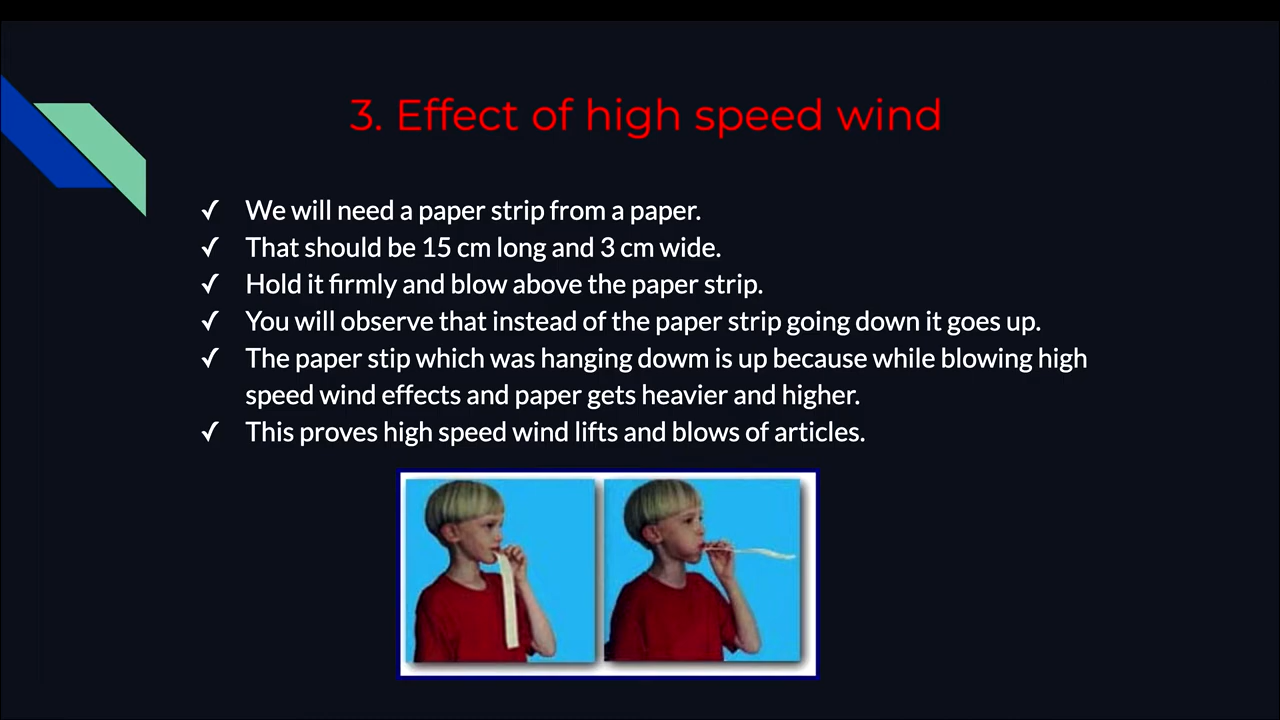 3. Effect of high speed wind
✓ We will need a paper strip from a paper.
✓ That should be 15 cm long and 3 cm wide.
✓ Hold it firmly and blow above the paper strip.
✓ You will observe that instead of the paper strip going down it goes up.
✓ The paper stip which was hanging dowm is up because while blowing high
speed wind effects and paper gets heavier and higher.
✓ This proves high speed wind lifts and blows of articles.